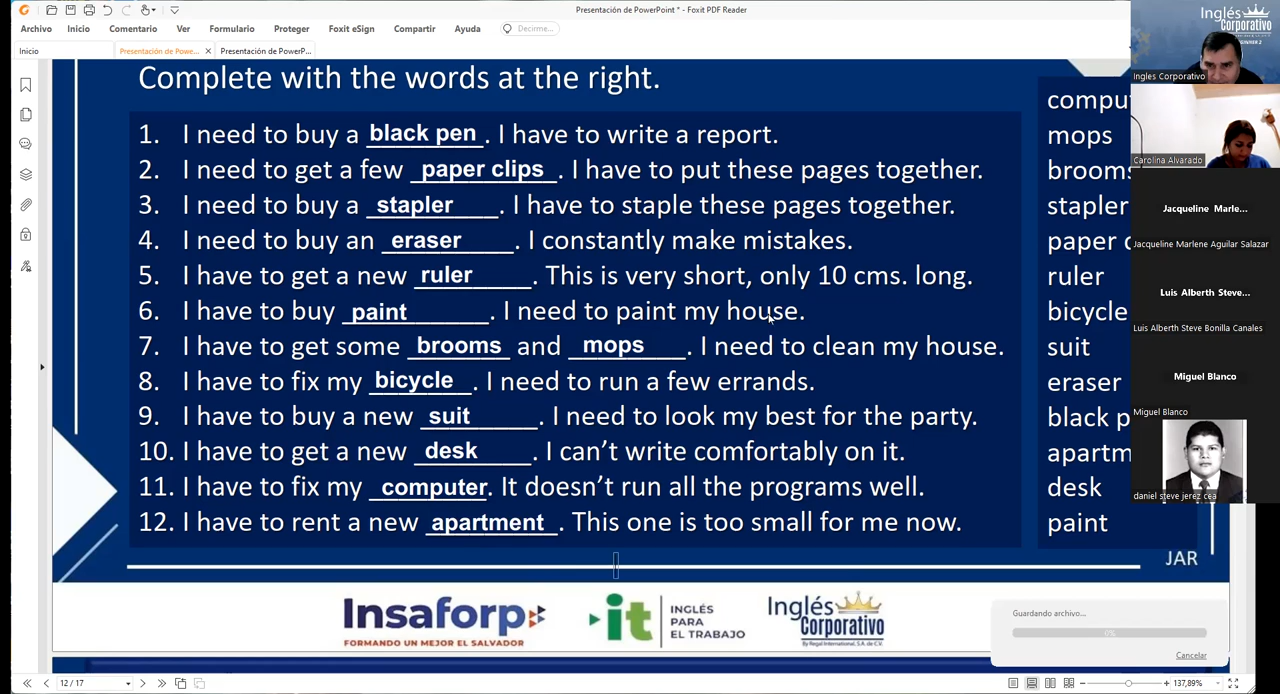 Presentación de PowerPoint * - Foxit PDF Reader
Archivo Inicio Comentario Ver Formulario Proteger Foxit eSign Compartir Ayuda Decirme...
Inicio Presentación de Powe... × Presentación de PowerP...
Complete with the words at the right.
1. I need to buy a black pen. I have to write a report.
2. I need to get a few paper clips. I have to put these pages together.
3. I need to buy a stapler. I have to staple these pages together.
4. I need to buy an eraser. I constantly make mistakes.
5. I have to get a new ruler. This is very short, only 10 cms. long.
6. I have to buy paint. I need to paint my house.
7. I have to get some brooms and mops. I need to clean my house.
8. I have to fix my bicycle. I need to run a few errands.
9. I have to buy a new suit. I need to look my best for the party.
10. I have to get a new desk. I can't write comfortably on it.
11. I have to fix my computer. It doesn't run all the programs well.
12. I have to rent a new apartment. This one is too small for me now.
mops
brooms
stapler
paper
ruler
bicycle
suit
eraser
black p
apartm
desk
paint
JAR
Insaforp
FORMANDO UN MEJOR EL SALVADOR
it INGLÉS
PARA
EL TRABAJO
Inglés
Corporativo
By Regal International, S.A. de C.V.
Guardando archivo...
0%
Cancelar
12 / 17
137,89%
Inglés
Corporativo
Ingles Corporativo
Carolina Alvarado
Jacqueline Marle...
Jacqueline Marlene Aguilar Salazar
Luis Alberth Steve...
Luis Alberth Steve Bonilla Canales
Miguel Blanco
Miguel Blanco
daniel steve jerez cea